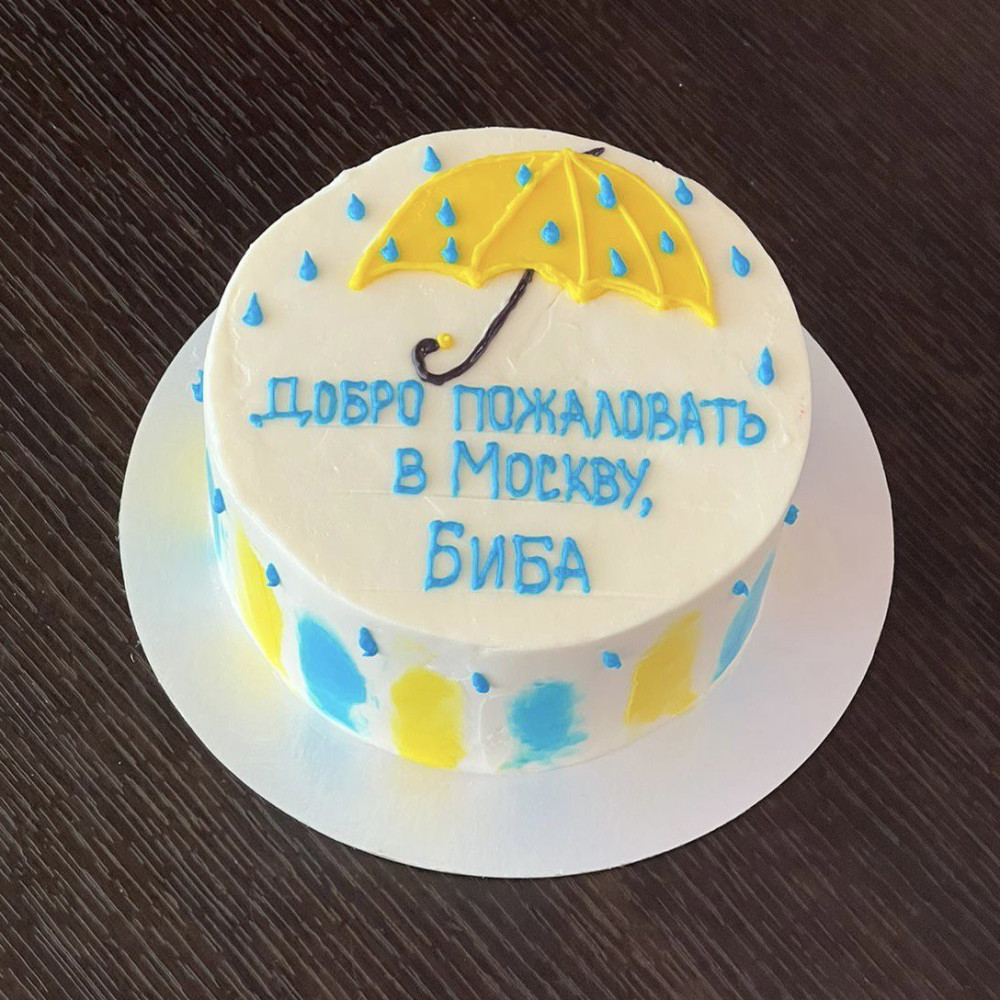 Добро пожаловать
в Москву,
Биба